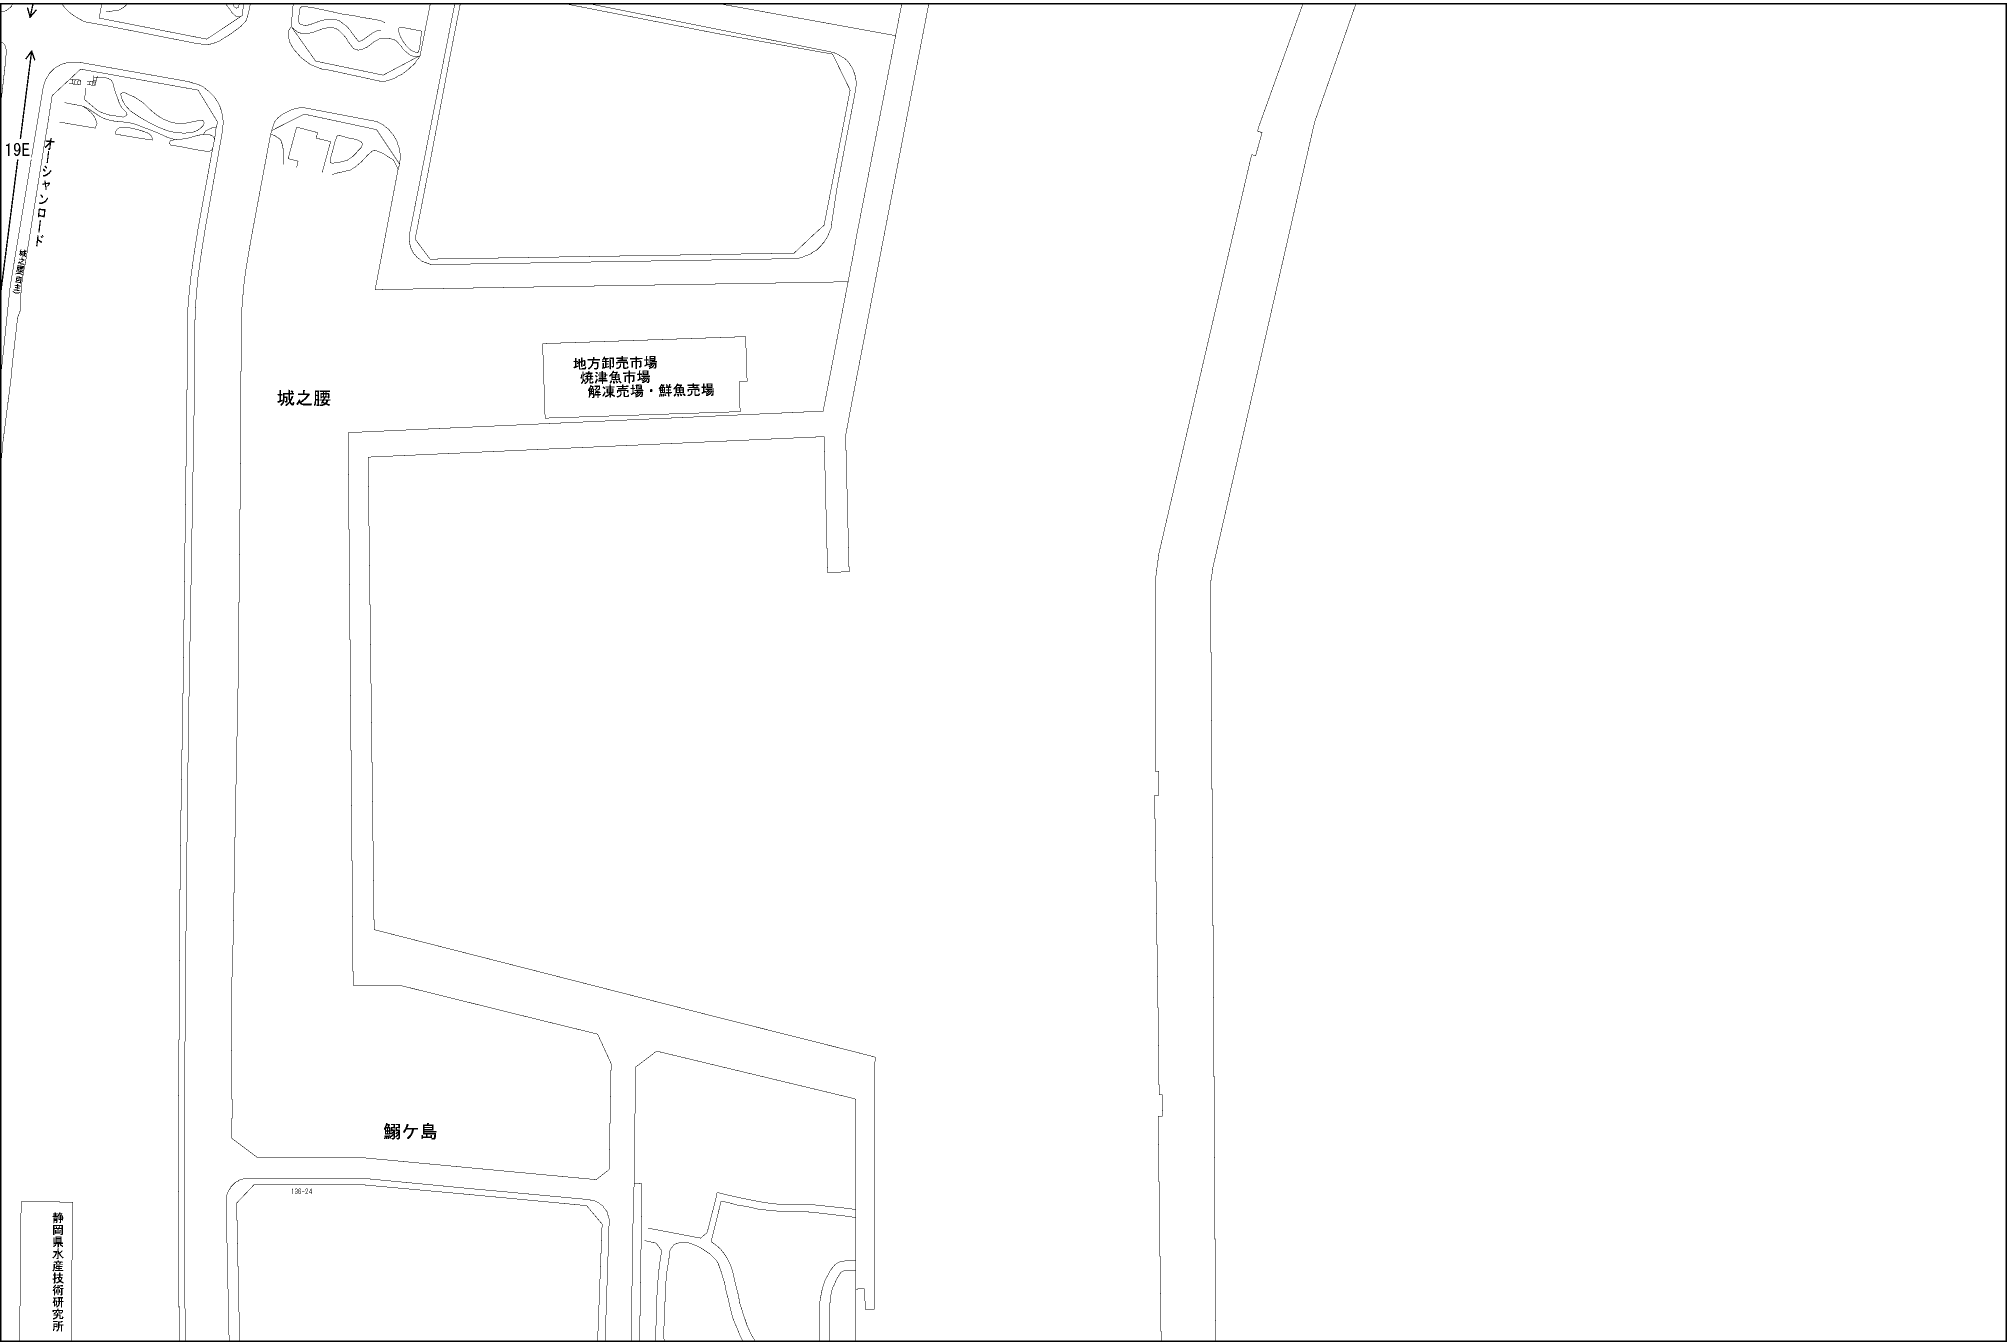 19E
オーシャンロード
地方卸売市場
焼津魚市場
解凍売場・鮮魚売場
城之腰
鰯ケ島
136-24
静岡県水産技術研究所